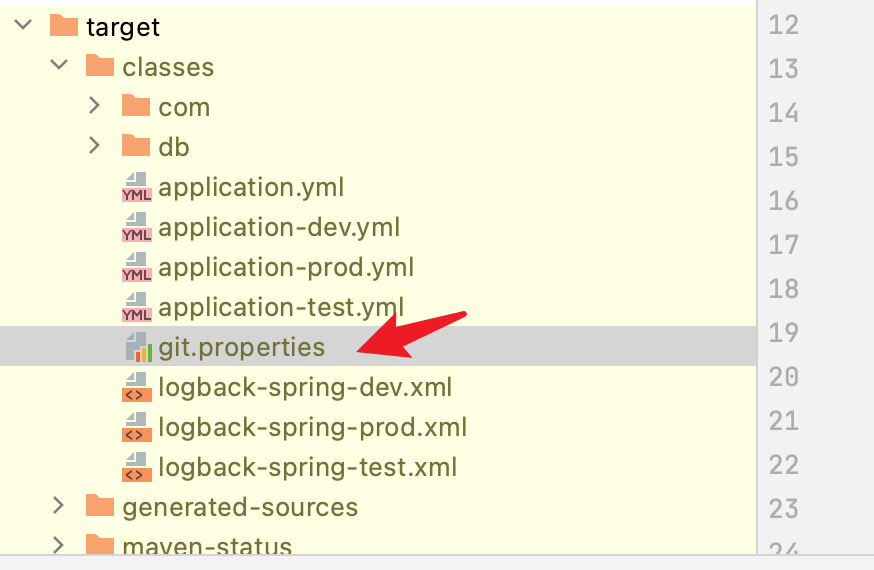 target
12
classes
13
com
14
db
15
YML application.yml
16
YML application-dev.yml
17
YML application-prod.yml
18
YML application-test.yml
19
git.properties
20
<> logback-spring-dev.xml
21
<> logback-spring-prod.xml
22
<> logback-spring-test.xml
generated-sources
23
maven-status
24